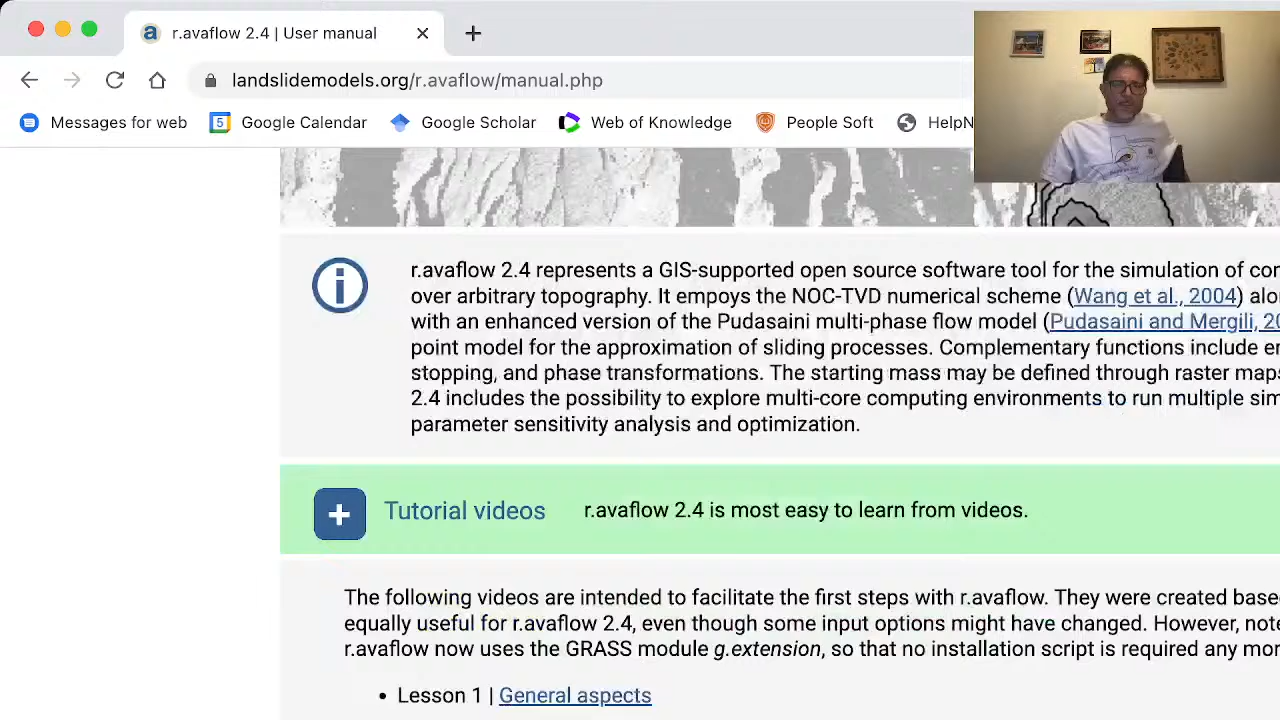 r.avaflow 2.4 | User manual
landslidemodels.org/r.avaflow/manual.php
Messages for web
5 Google Calendar
Google Scholar
Web of Knowledge
People Soft
HelpN
r.avaflow 2.4 represents a GIS-supported open source software tool for the simulation of cor
over arbitrary topography. It empoys the NOC-TVD numerical scheme (Wang et al., 2004) alo
with an enhanced version of the Pudasaini multi-phase flow model (Pudasaini and Mergili, 20
point model for the approximation of sliding processes. Complementary functions include er
stopping, and phase transformations. The starting mass may be defined through raster maps
2.4 includes the possibility to explore multi-core computing environments to run multiple sim
parameter sensitivity analysis and optimization.
Tutorial videos r.avaflow 2.4 is most easy to learn from videos.
The following videos are intended to facilitate the first steps with r.avaflow. They were created base
equally useful for r.avaflow 2.4, even though some input options might have changed. However, note
r.avaflow now uses the GRASS module g.extension, so that no installation script is required any mor
• Lesson 1 | General aspects